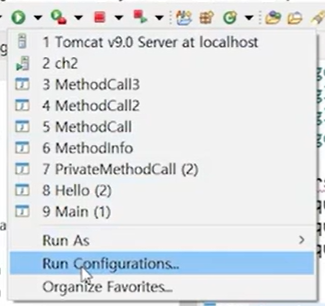 1 Tomcat v9.0 Server at localhost
2 ch2
3 MethodCall3
4 MethodCall2
5 MethodCall
6 MethodInfo
7 PrivateMethodCall (2)
8 Hello (2)
9 Main (1)
Run As
Run Configurations...
Organize Favorites...